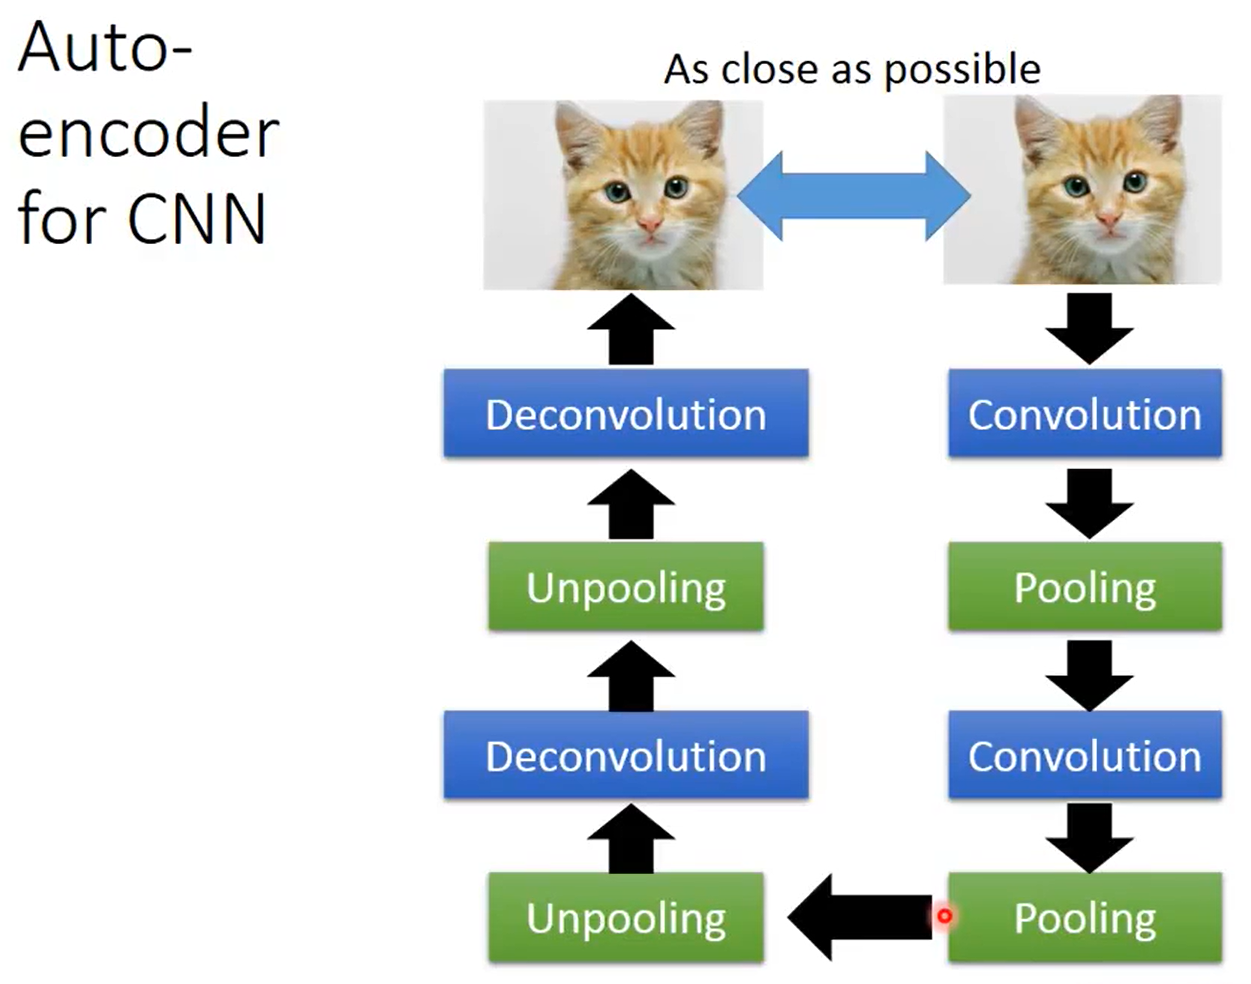 Auto-
encoder
for CNN
As close as possible
Deconvolution
Convolution
Unpooling
Pooling
Deconvolution
Convolution
Unpooling
Pooling